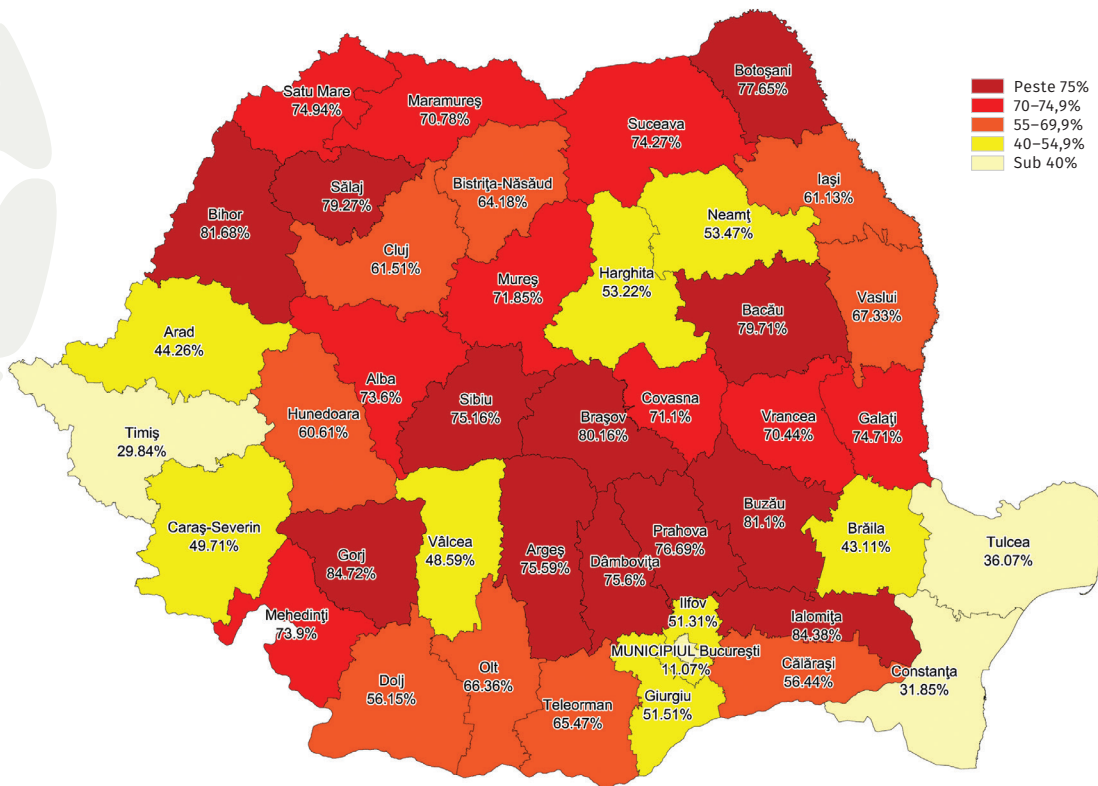 Peste 75%
70–74,9%
55–69,9%
40–54,9%
Sub 40%
Botoşani
77.65%
Satu Mare
74.94%
Maramureş
70.78%
Suceava
74.27%
Iaşi
61.13%
Sălaj
79.27%
Bistriţa-Năsăud
64.18%
Bihor
81.68%
Neamţ
53.47%
Cluj
61.51%
Mureş
71.85%
Harghita
53.22%
Bacău
79.71%
Vaslui
67.33%
Arad
44.26%
Alba
73.6%
Sibiu
75.16%
Covasna
71.1%
Hunedoara
60.61%
Braşov
80.16%
Vrancea
70.44%
Galaţi
74.71%
Timiş
29.84%
Caraş-Severin
49.71%
Vâlcea
48.59%
Gorj
84.72%
Argeş
75.59%
Dâmboviţa
75.6%
Prahova
76.69%
Buzău
81.1%
Brăila
43.11%
Tulcea
36.07%
Mehedinţi
73.9%
Ilfov
51.31%
Ialomiţa
84.38%
MUNICIPIUL Bucureşti
11.07%
Călăraşi
56.44%
Constanţa
31.85%
Dolj
56.15%
Olt
66.36%
Teleorman
65.47%
Giurgiu
51.51%